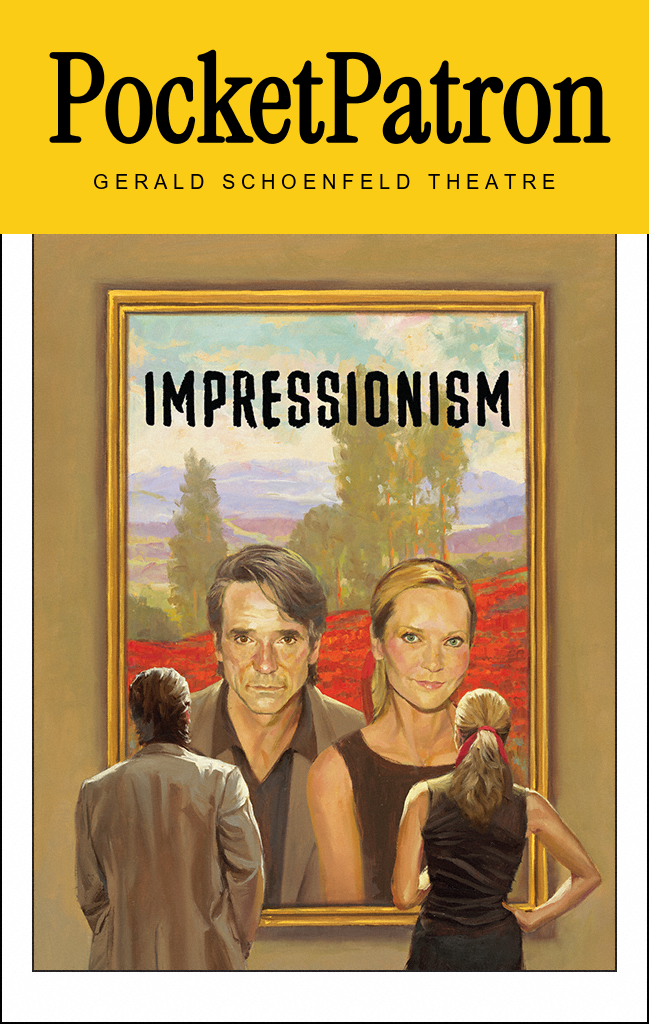 PocketPatron
GERALD SCHOENFELD THEATRE
IMPRESSIONISM